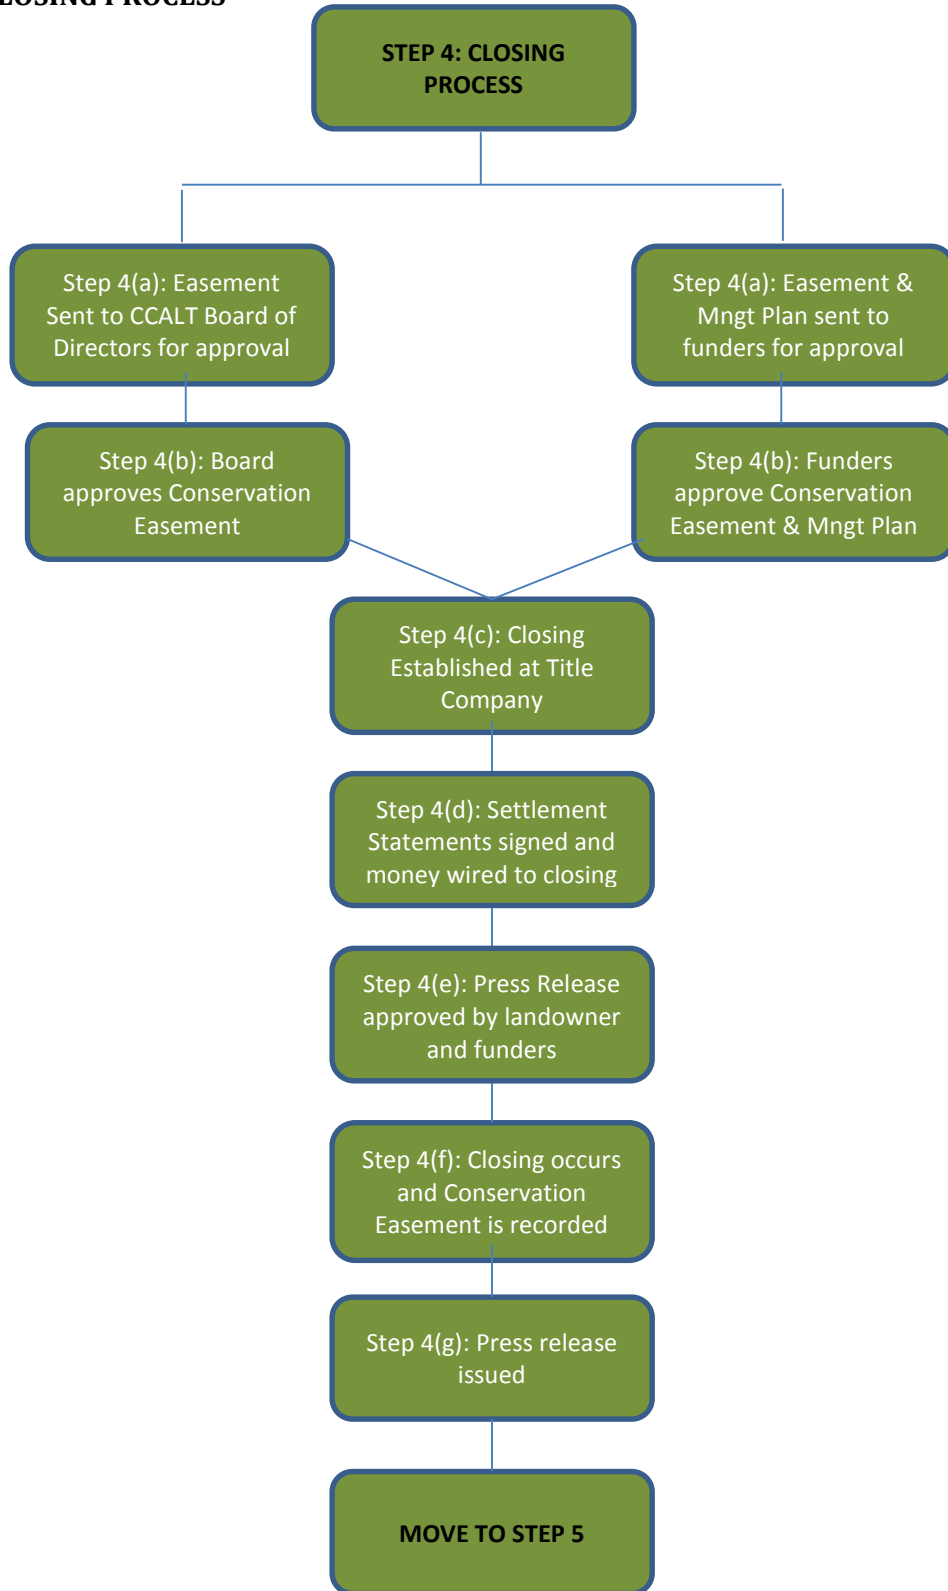 LOSING PROCESS
STEP 4: CLOSING
PROCESS
Step 4(a): Easement
Sent to CCALT Board of
Directors for approval
Step 4(a): Easement &
Mngt Plan sent to
funders for approval
Step 4(b): Board
approves Conservation
Easement
Step 4(b): Funders
approve Conservation
Easement & Mngt Plan
Step 4(c): Closing
Established at Title
Company
Step 4(d): Settlement
Statements signed and
money wired to closing
Step 4(e): Press Release
approved by landowner
and funders
Step 4(f): Closing occurs
and Conservation
Easement is recorded
Step 4(g): Press release
issued
MOVE TO STEP 5